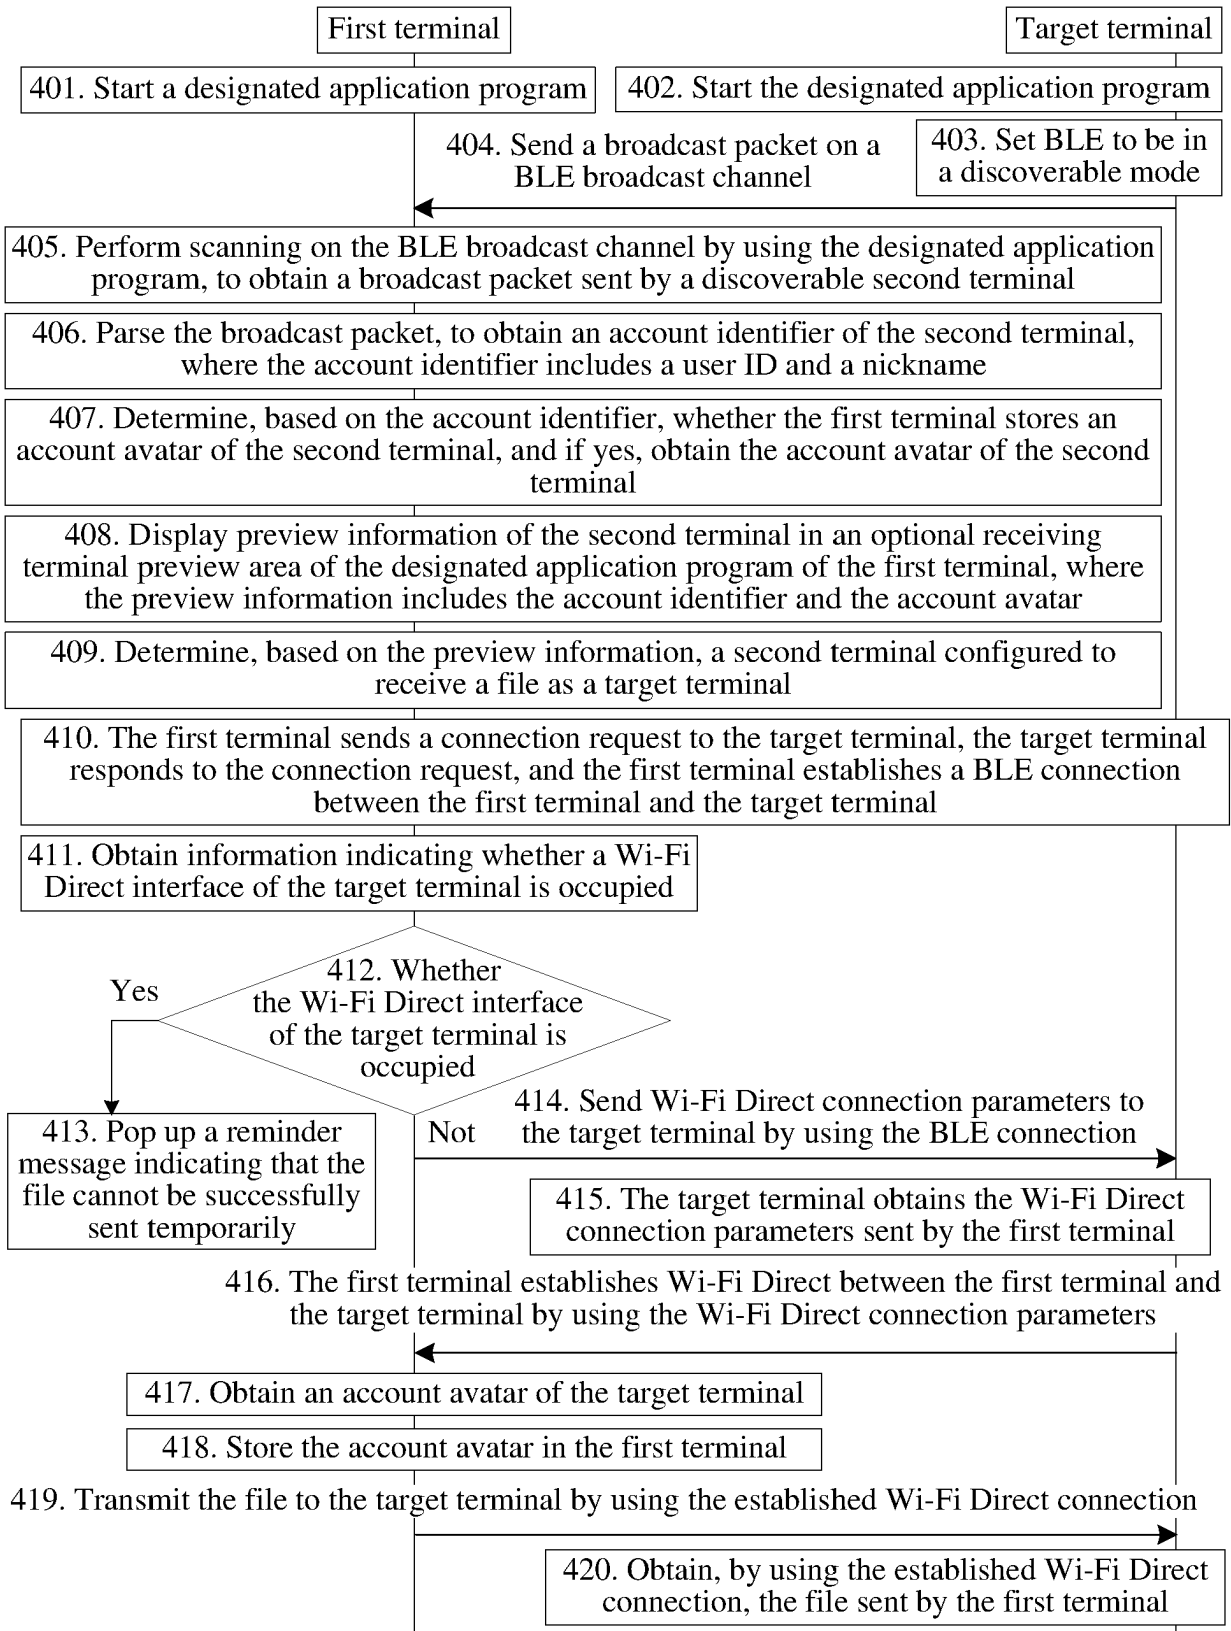 First terminal
Target terminal
401. Start a designated application program
402. Start the designated application program
403. Set BLE to be in
a discoverable mode
404. Send a broadcast packet on a
BLE broadcast channel
405. Perform scanning on the BLE broadcast channel by using the designated application
program, to obtain a broadcast packet sent by a discoverable second terminal
406. Parse the broadcast packet, to obtain an account identifier of the second terminal,
where the account identifier includes a user ID and a nickname
407. Determine, based on the account identifier, whether the first terminal stores an
account avatar of the second terminal, and if yes, obtain the account avatar of the second
terminal
408. Display preview information of the second terminal in an optional receiving
terminal preview area of the designated application program of the first terminal, where
the preview information includes the account identifier and the account avatar
409. Determine, based on the preview information, a second terminal configured to
receive a file as a target terminal
410. The first terminal sends a connection request to the target terminal, the target terminal
responds to the connection request, and the first terminal establishes a BLE connection
between the first terminal and the target terminal
411. Obtain information indicating whether a Wi-Fi
Direct interface of the target terminal is occupied
412. Whether
the Wi-Fi Direct interface
of the target terminal is
occupied
Yes
413. Pop up a reminder
message indicating that the
file cannot be successfully
sent temporarily
Not
414. Send Wi-Fi Direct connection parameters to
the target terminal by using the BLE connection
415. The target terminal obtains the Wi-Fi Direct
connection parameters sent by the first terminal
416. The first terminal establishes Wi-Fi Direct between the first terminal and
the target terminal by using the Wi-Fi Direct connection parameters
417. Obtain an account avatar of the target terminal
418. Store the account avatar in the first terminal
419. Transmit the file to the target terminal by using the established Wi-Fi Direct connection
420. Obtain, by using the established Wi-Fi Direct
connection, the file sent by the first terminal